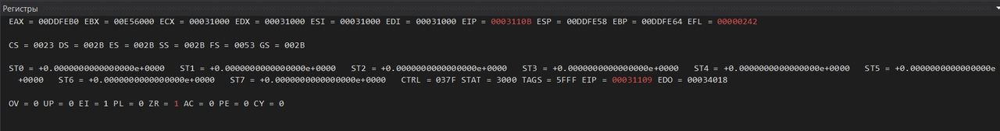 Регистры
EAX = 00DDFEB0 EBX = 00E56000 ECX = 00031000 EDX = 00031000 ESI = 00031000 EDI = 00031000 EIP = 0003110B ESP = 00DDFE58 EBP = 00DDFE64 EFL = 00000242
CS = 0023 DS = 002B ES = 002B SS = 002B FS = 0053 GS = 002B
ST0 = +0.0000000000000000e+0000 ST1 = +0.0000000000000000e+0000 ST2 = +0.0000000000000000e+0000 ST3 = +0.0000000000000000e+0000 ST4 = +0.0000000000000000e+0000 ST5 = +0.0000000000000000e
+0000 ST6 = +0.0000000000000000e+0000 ST7 = +0.0000000000000000e+0000 CTRL = 037F STAT = 3000 TAGS = 5FFF EIP = 00031109 EDO = 00034018
OV = 0 UP = 0 EI = 1 PL = 0 ZR = 1 AC = 0 PE = 0 CY = 0